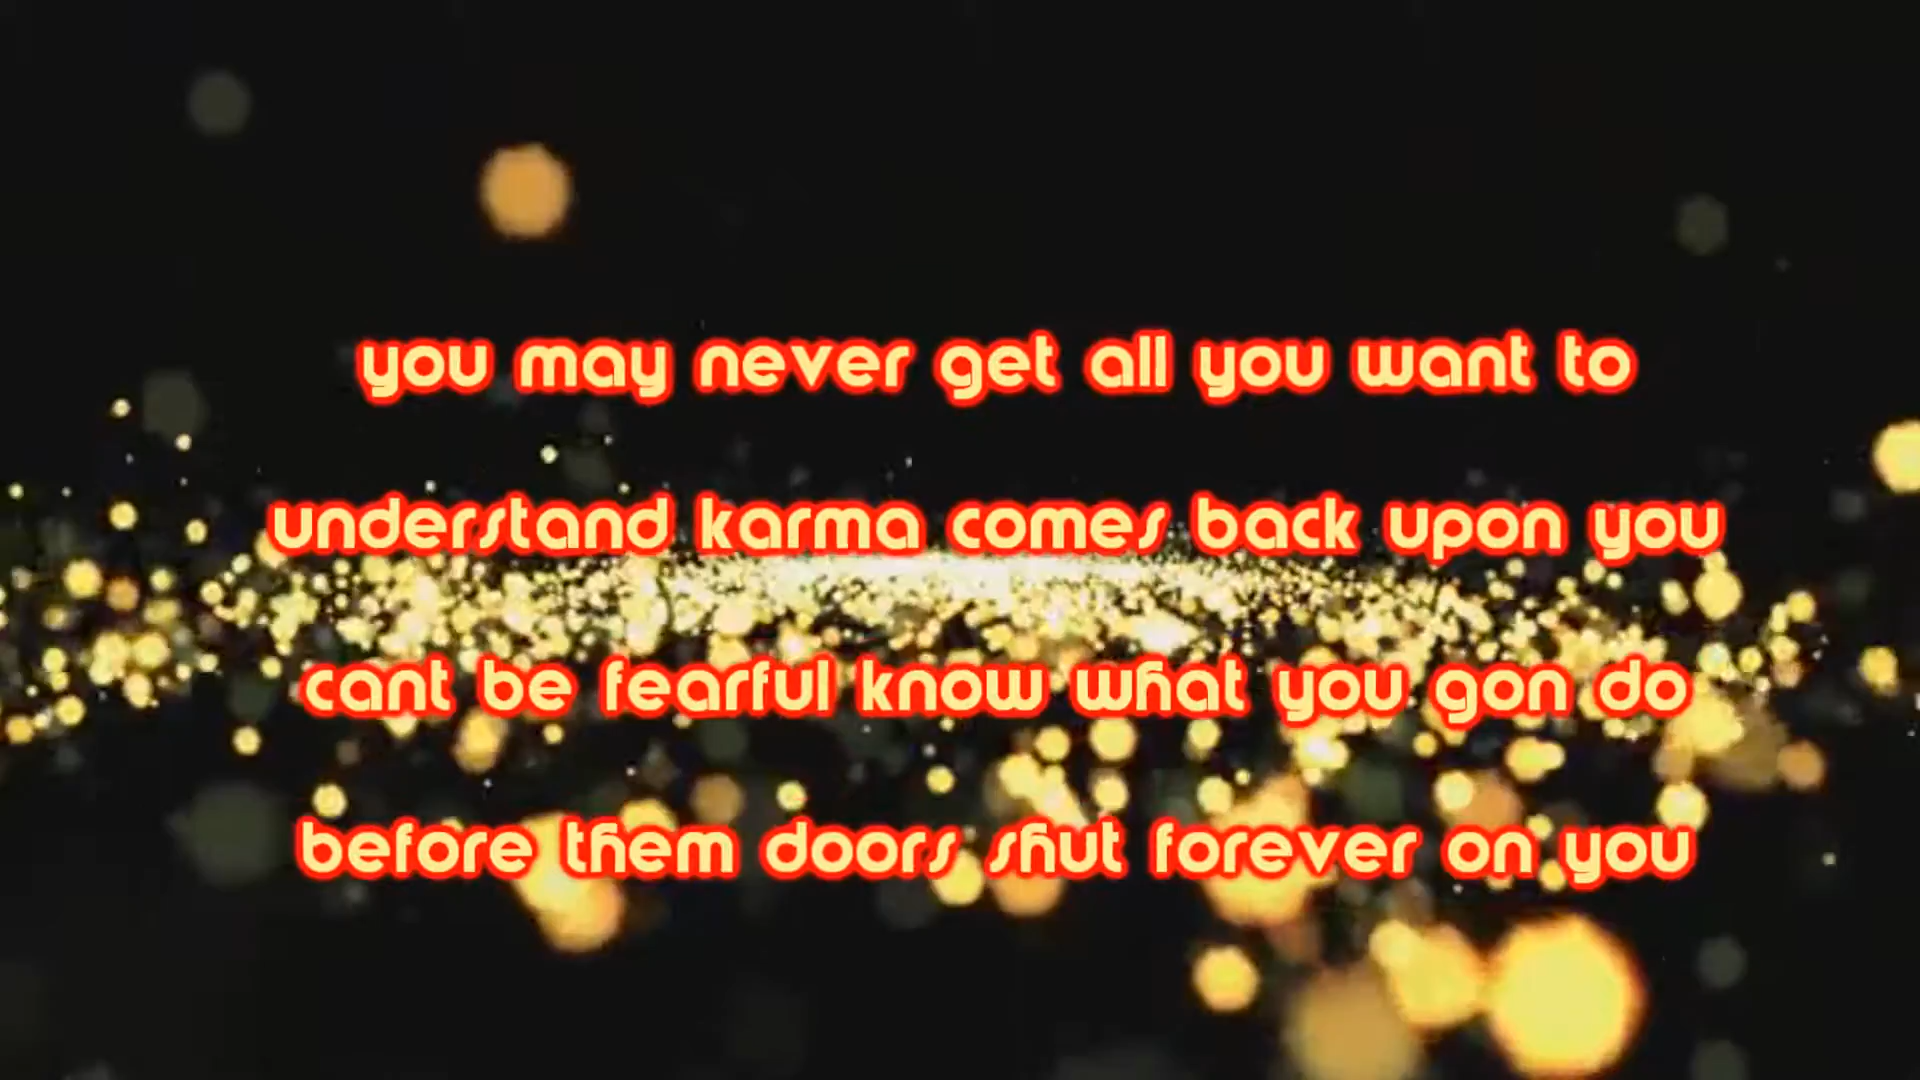 you may never get all you want to
understand karma comes back upon you
cant be fearful know what you gon do
before them doors shut forever on you